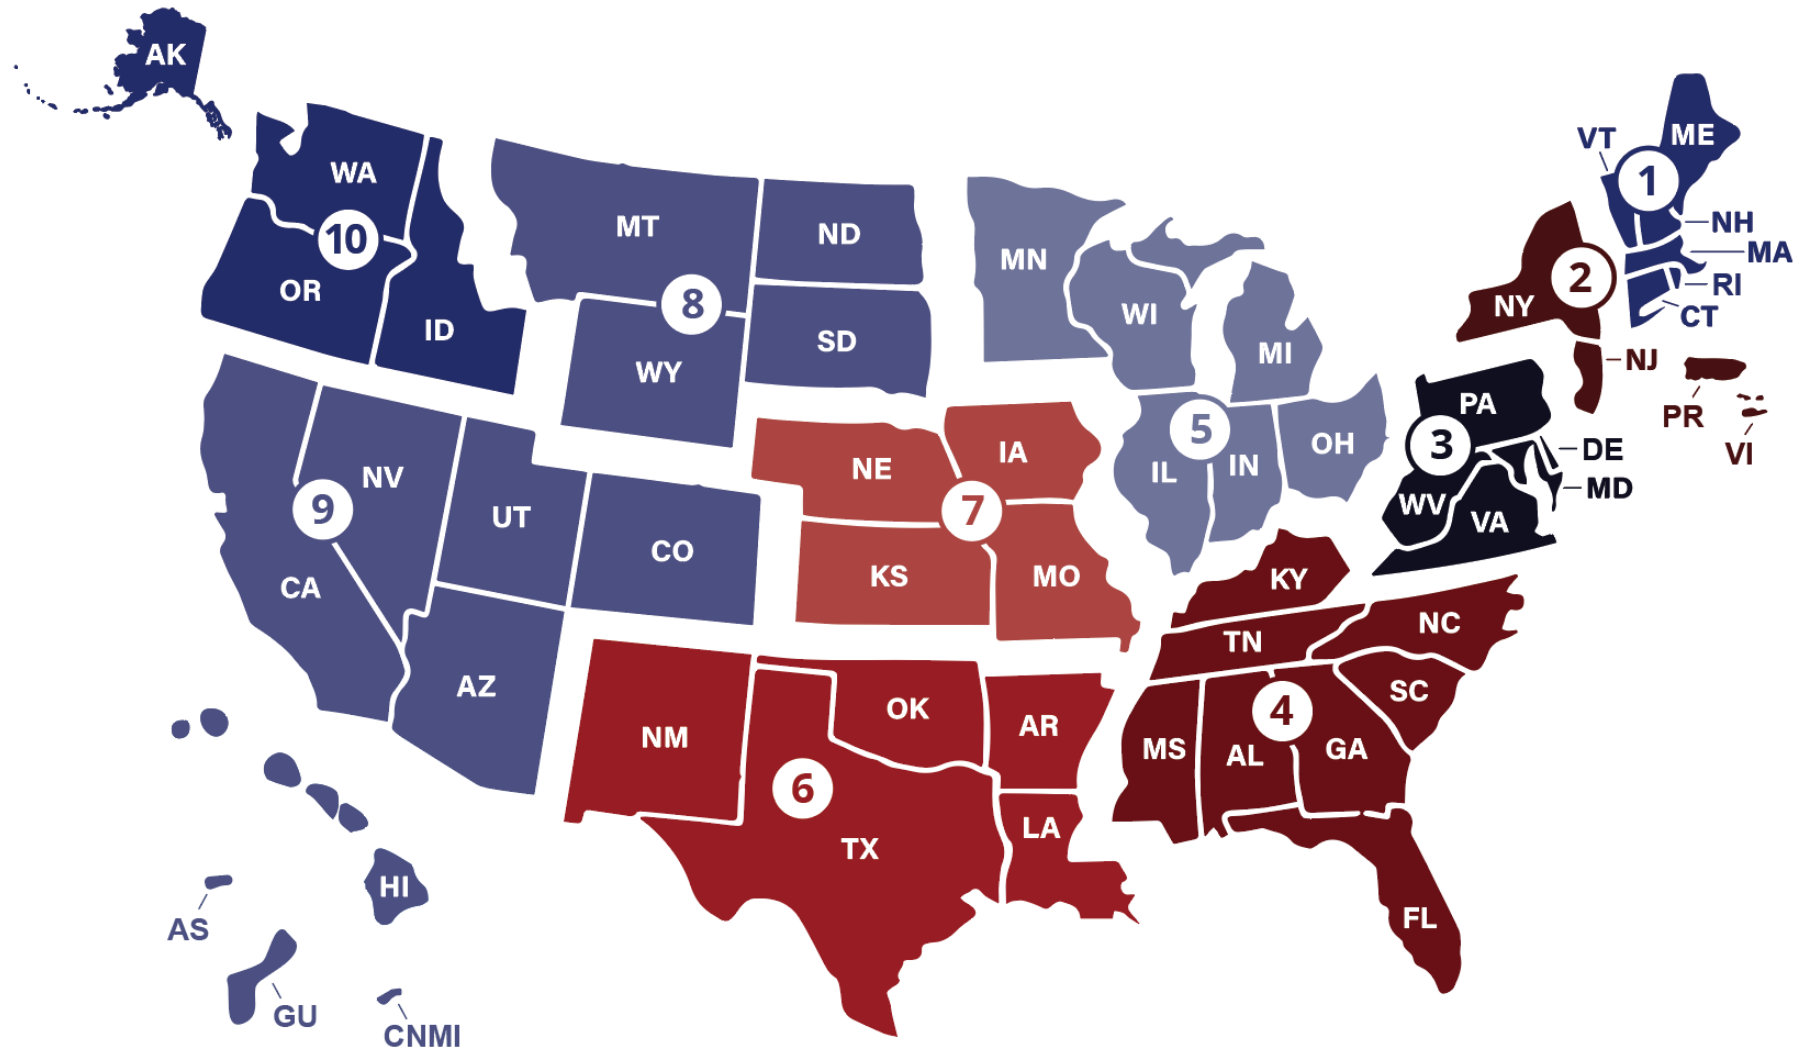 AK
WA
10
OR
ID
MT
ND
8
WY
SD
MN
WI
MI
5
IL
IN
OH
VT
ME
1
NH
MA
RI
CT
2
NY
NJ
PR
VI
PA
3
DE
MD
WV
VA
NV
9
CA
UT
CO
AZ
NE
IA
7
KS
MO
KY
TN
NC
SC
4
MS
AL
GA
FL
NM
OK
AR
6
TX
LA
HI
AS
GU
CNMI